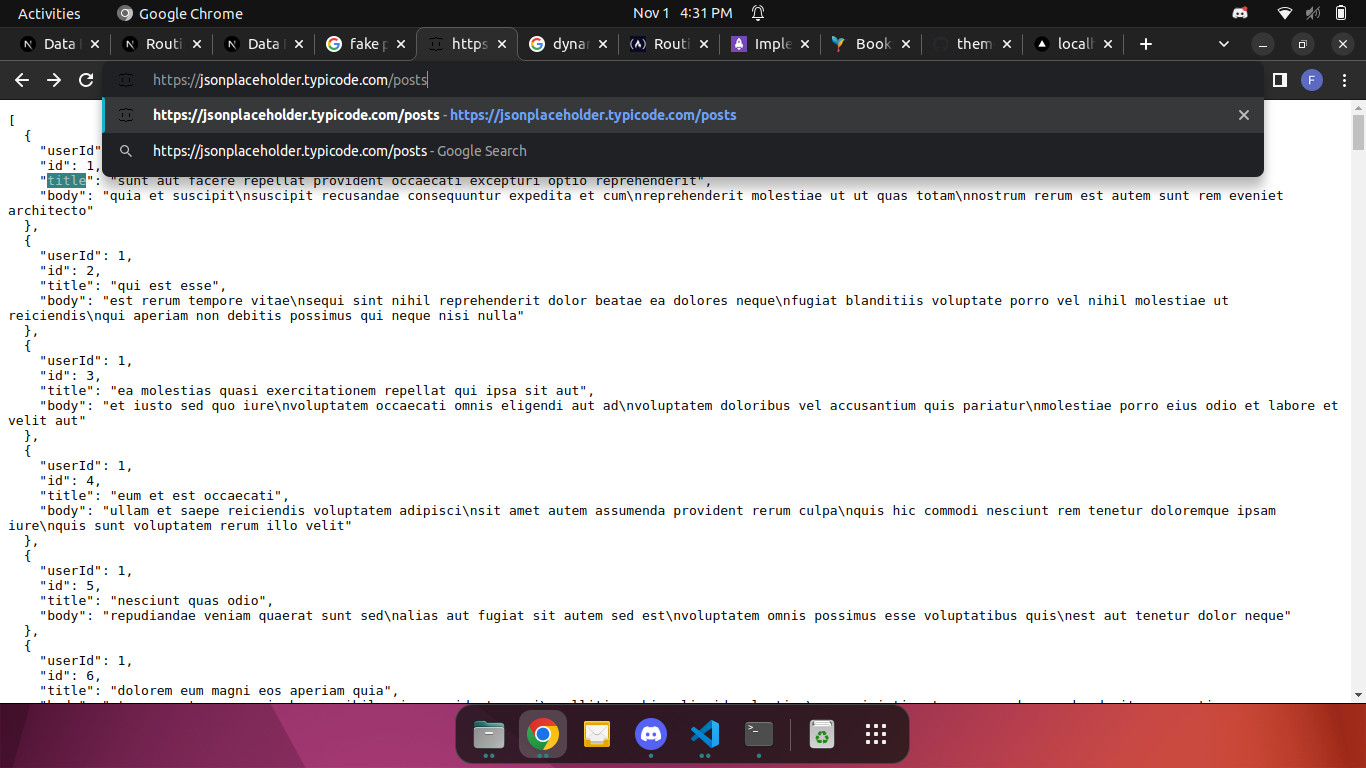 Activities Google Chrome Nov 1 4:31 PM
Data Routi Data fake p https dyna Routi Imple Book them local
https://jsonplaceholder.typicode.com/posts
F
https://jsonplaceholder.typicode.com/posts - https://jsonplaceholder.typicode.com/posts
https://jsonplaceholder.typicode.com/posts - Google Search
[
{
"userId"
"id": 1,
"title": "sunt aut facere repellat provident occaecati excepturi optio reprehenderit",
"body": "quia et suscipit\nsuscipit recusandae consequuntur expedita et cum\nreprehenderit molestiae ut ut quas totam\nnostrum rerum est autem sunt rem eveniet
architecto"
},
{
"userId": 1,
"id": 2,
"title": "qui est esse",
"body": "est rerum tempore vitae\nsequi sint nihil reprehenderit dolor beatae ea dolores neque\nfugiat blanditiis voluptate porro vel nihil molestiae ut
reiciendis\nqui aperiam non debitis possimus qui neque nisi nulla"
},
{
"userId": 1,
"id": 3,
"title": "ea molestias quasi exercitationem repellat qui ipsa sit aut",
"body": "et iusto sed quo iure\nvoluptatem occaecati omnis eligendi aut ad\nvoluptatem doloribus vel accusantium quis pariatur\nmolestiae porro eius odio et labore et
velit aut"
},
{
"userId": 1,
"id": 4,
"title": "eum et est occaecati",
"body": "ullam et saepe reiciendis voluptatem adipisci\nsit amet autem assumenda provident rerum culpa\nquis hic commodi nesciunt rem tenetur doloremque ipsam
iure\nquis sunt voluptatem rerum illo velit"
},
{
"userId": 1,
"id": 5,
"title": "nesciunt quas odio",
"body": "repudiandae veniam quaerat sunt sed\nalias aut fugiat sit autem sed est\nvoluptatem omnis possimus esse voluptatibus quis\nest aut tenetur dolor neque"
},
{
"userId": 1,
"id": 6,
"title": "dolorem eum magni eos aperiam quia",